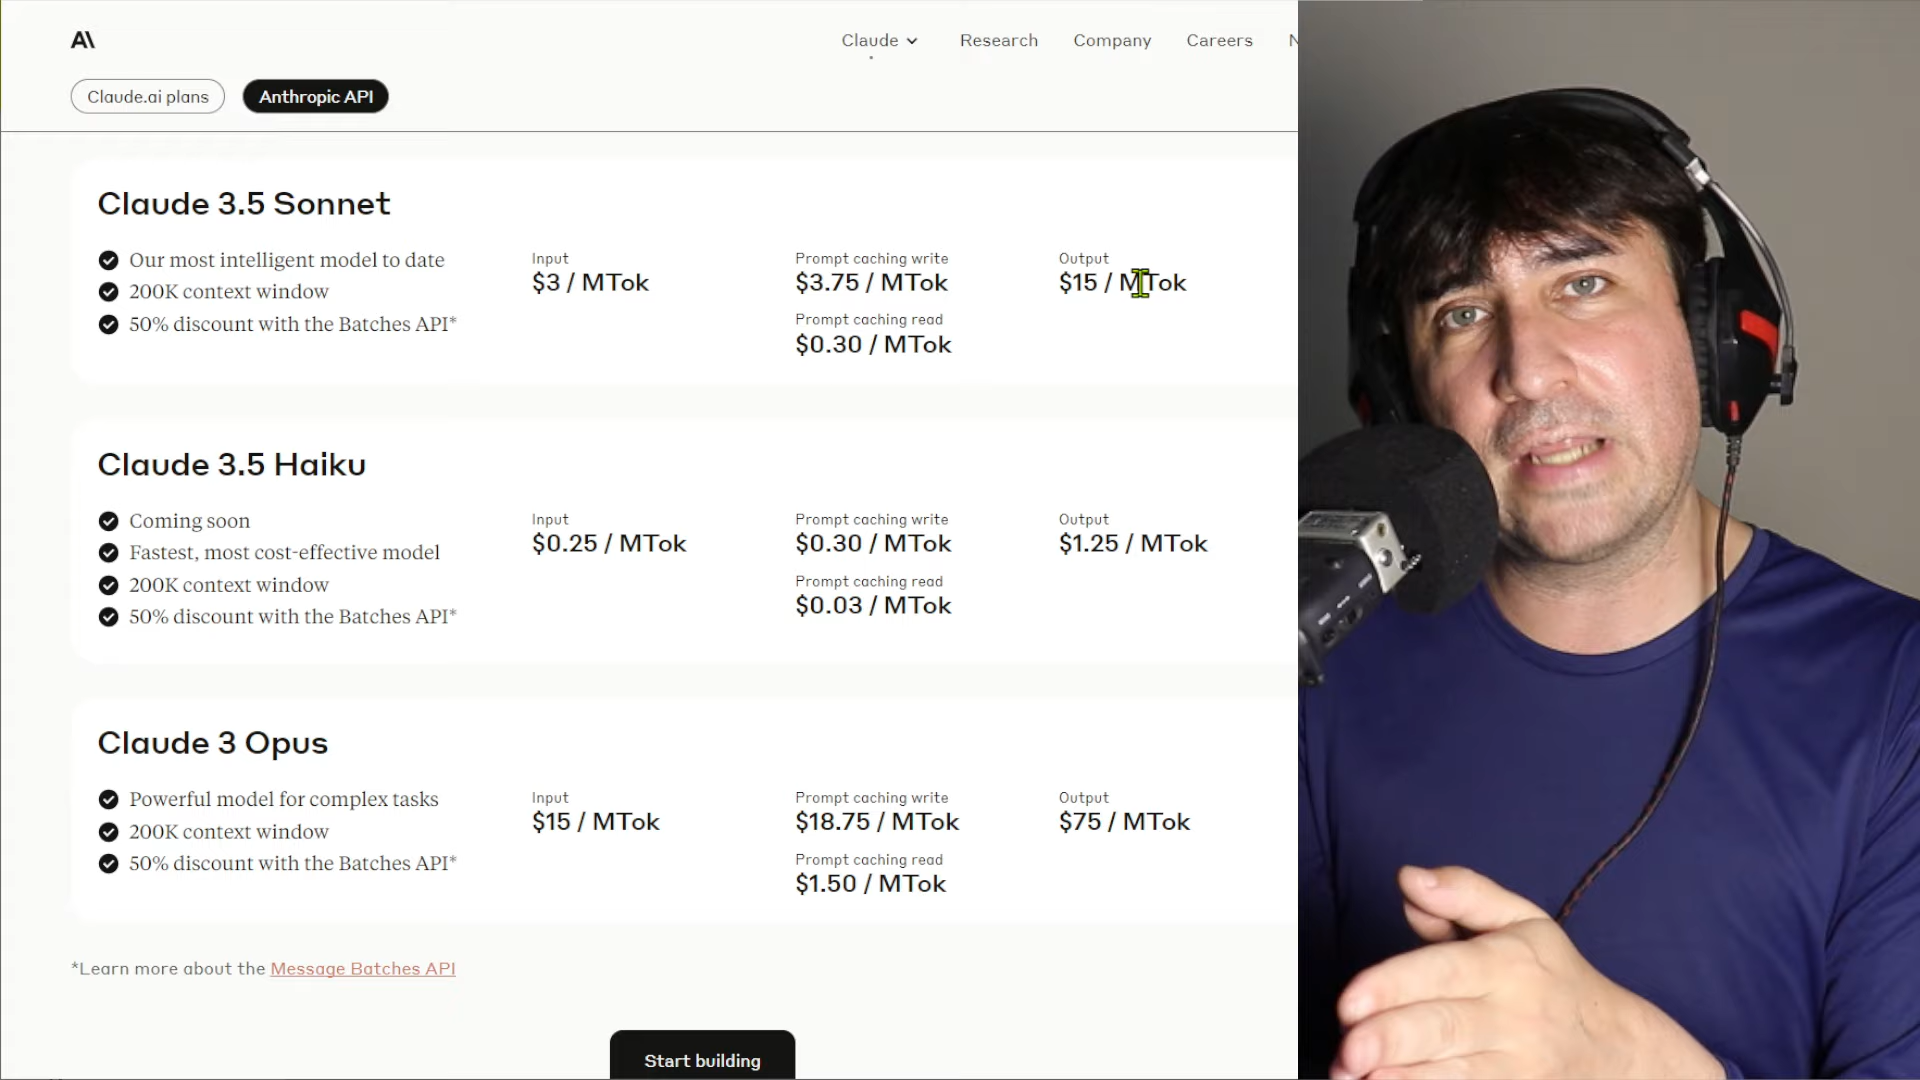 A\
Claude
Research
Company
Careers
Claude.ai plans
Anthropic API
Claude 3.5 Sonnet
Our most intelligent model to date
200K context window
50% discount with the Batches API*
Input
$3 / MTok
Prompt caching write
$3.75 / MTok
Prompt caching read
$0.30 / MTok
Output
$15 / MTok
Claude 3.5 Haiku
Coming soon
Fastest, most cost-effective model
200K context window
50% discount with the Batches API*
Input
$0.25 / MTok
Prompt caching write
$0.30 / MTok
Prompt caching read
$0.03 / MTok
Output
$1.25 / MTok
Claude 3 Opus
Powerful model for complex tasks
200K context window
50% discount with the Batches API*
Input
$15 / MTok
Prompt caching write
$18.75 / MTok
Prompt caching read
$1.50 / MTok
Output
$75 / MTok
*Learn more about the Message Batches API
Start building